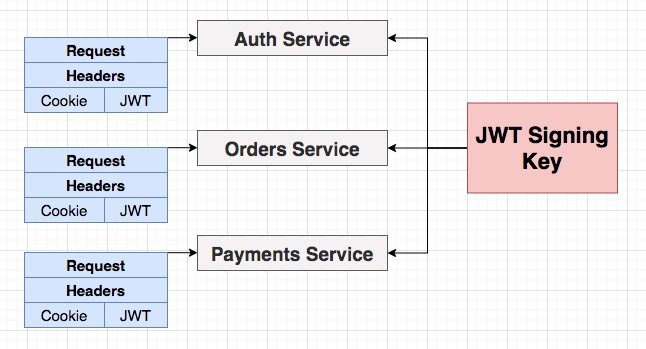 Auth Service
Request
Headers
Cookie JWT
JWT Signing
Key
Orders Service
Request
Headers
Cookie JWT
Payments Service
Request
Headers
Cookie JWT